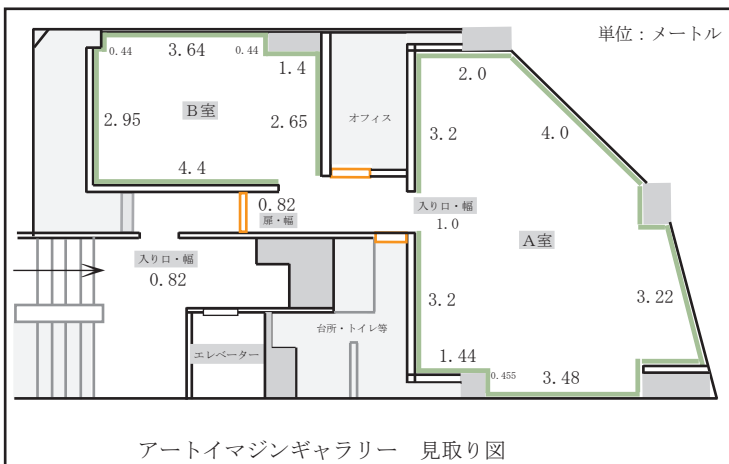 単位：メートル
0.44 3.64 0.44
1.4
2.0
B室
オフィス
2.95
2.65
3.2
4.0
4.4
0.82
扉・幅
入り口・幅
1.0
A室
入り口・幅
0.82
3.2
3.22
台所・トイレ等
エレベーター
1.44
0.455
3.48
アートイマジンギャラリー 見取り図